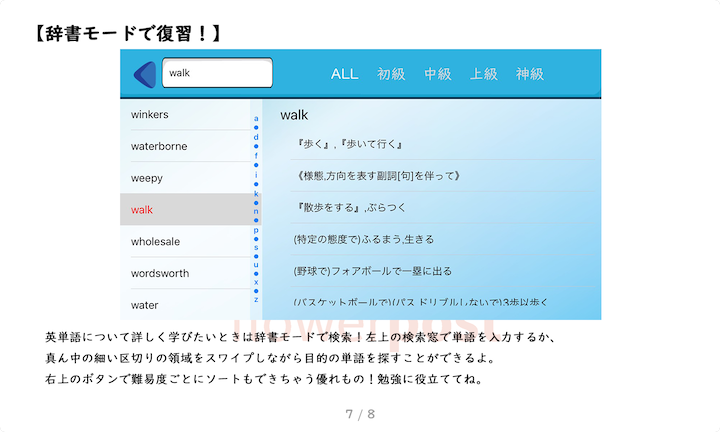 【辞書モードで復習！】
walk
ALL 初級 中級 上級 神級
winkers
waterborne
weepy
walk
wholesale
wordsworth
water
a
d
f
i
k
n
p
s
u
x
z
walk
『歩く』,『歩いて行く』
《様態,方向を表す副詞[句]を伴って》
『散歩をする』,ぶらつく
(特定の態度で)ふるまう,生きる
(野球で)フォアボールで一塁に出る
(バスケットボールで)(パス ドリブルしないで)3歩以歩く
flowerpost
英単語について詳しく学びたいときは辞書モードで検索！左上の検索窓で単語を入力するか、
真ん中の細い区切りの領域をスワイプしながら目的の単語を探すことができるよ。
右上のボタンで難易度ごとにソートもできちゃう優れもの！勉強に役立ててね。
7 / 8